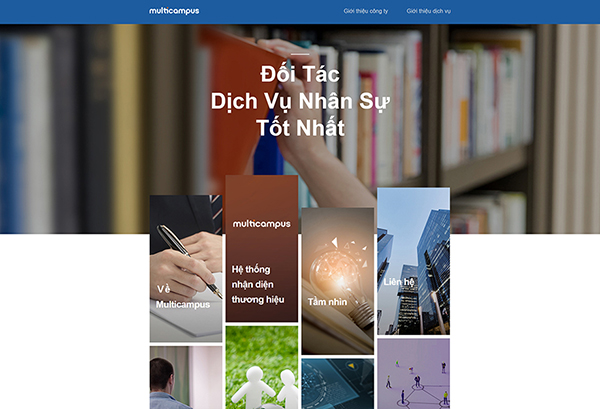 multicampus
Giới thiệu công ty
Giới thiệu dịch vụ
Đối Tác
Dịch Vụ Nhân Sự
Tốt Nhất
Về
Multicampus
multicampus
Hệ thống
nhận diện
thương hiệu
Tầm nhìn
Liên hệ